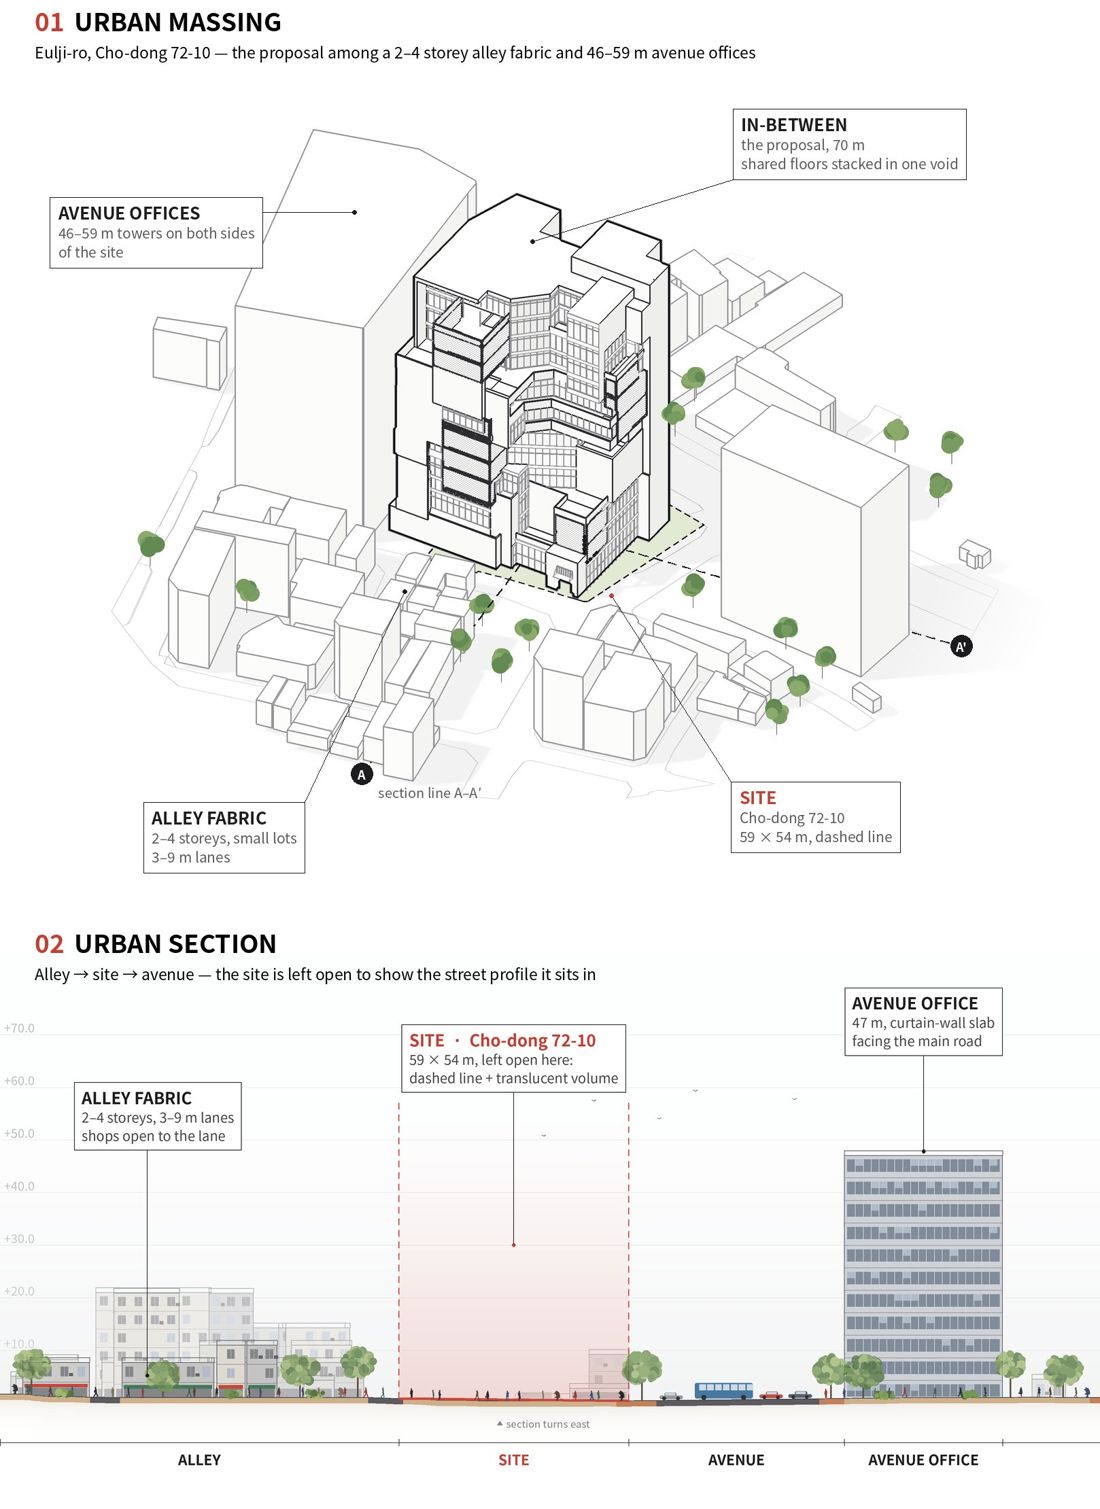 01 URBAN MASSING
Eulji-ro, Cho-dong 72-10 — the proposal among a 2–4 storey alley fabric and 46–59 m avenue offices
IN-BETWEEN
the proposal, 70 m
shared floors stacked in one void
AVENUE OFFICES
46–59 m towers on both sides
of the site
A'
A
section line A–A′
SITE
Cho-dong 72-10
59 × 54 m, dashed line
ALLEY FABRIC
2–4 storeys, small lots
3–9 m lanes
02 URBAN SECTION
Alley → site → avenue — the site is left open to show the street profile it sits in
AVENUE OFFICE
47 m, curtain-wall slab
facing the main road
+70.0
SITE · Cho-dong 72-10
59 × 54 m, left open here:
dashed line + translucent volume
+60.0
ALLEY FABRIC
2–4 storeys, 3–9 m lanes
shops open to the lane
+50.0
+40.0
+30.0
+20.0
+10.0
▲ section turns east
ALLEY
SITE
AVENUE
AVENUE OFFICE